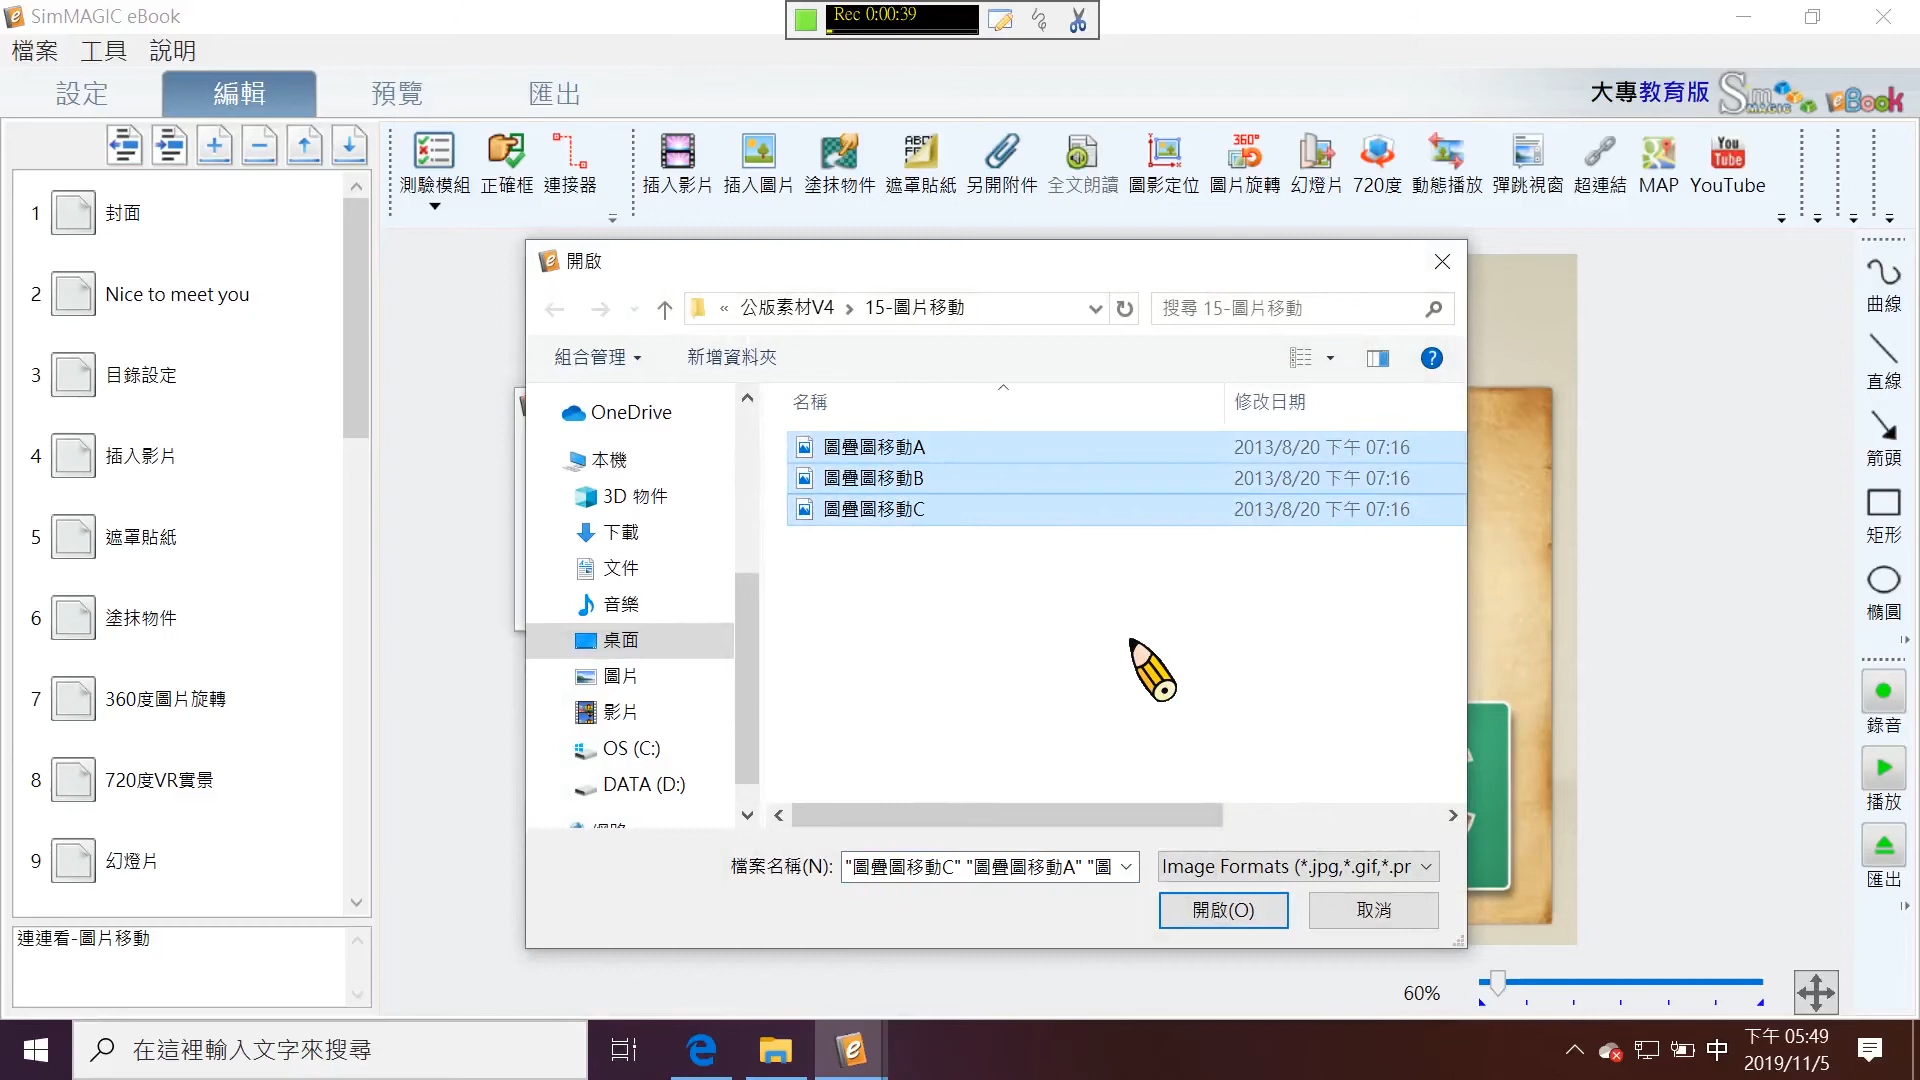 SimMAGIC eBook
Rec 0:00:39
檔案 工具 說明
設定 編輯 預覽 匯出
大專教育版 SimMAGIC eBook
測驗模組 正確框 連接器 插入影片 插入圖片 塗抹物件 遮罩貼紙 另開附件 全文朗讀 圖影定位 圖片旋轉 幻燈片 720度 動態播放 彈跳視窗 超連結 MAP YouTube
1 封面
2 Nice to meet you
3 目錄設定
4 插入影片
5 遮罩貼紙
6 塗抹物件
7 360度圖片旋轉
8 720度VR實景
9 幻燈片
連連看-圖片移動
開啟
« 公版素材V4 › 15-圖片移動
搜尋 15-圖片移動
組合管理 新增資料夾
OneDrive
本機
3D 物件
下載
文件
音樂
桌面
圖片
影片
OS (C:)
DATA (D:)
名稱 修改日期
圖疊圖移動A 2013/8/20 下午 07:16
圖疊圖移動B 2013/8/20 下午 07:16
圖疊圖移動C 2013/8/20 下午 07:16
檔案名稱(N): "圖疊圖移動C" "圖疊圖移動A" "圖
Image Formats (*.jpg,*.gif,*.pr
開啟(O) 取消
曲線
直線
箭頭
矩形
橢圓
錄音
播放
匯出
60%
在這裡輸入文字來搜尋
中
下午 05:49
2019/11/5